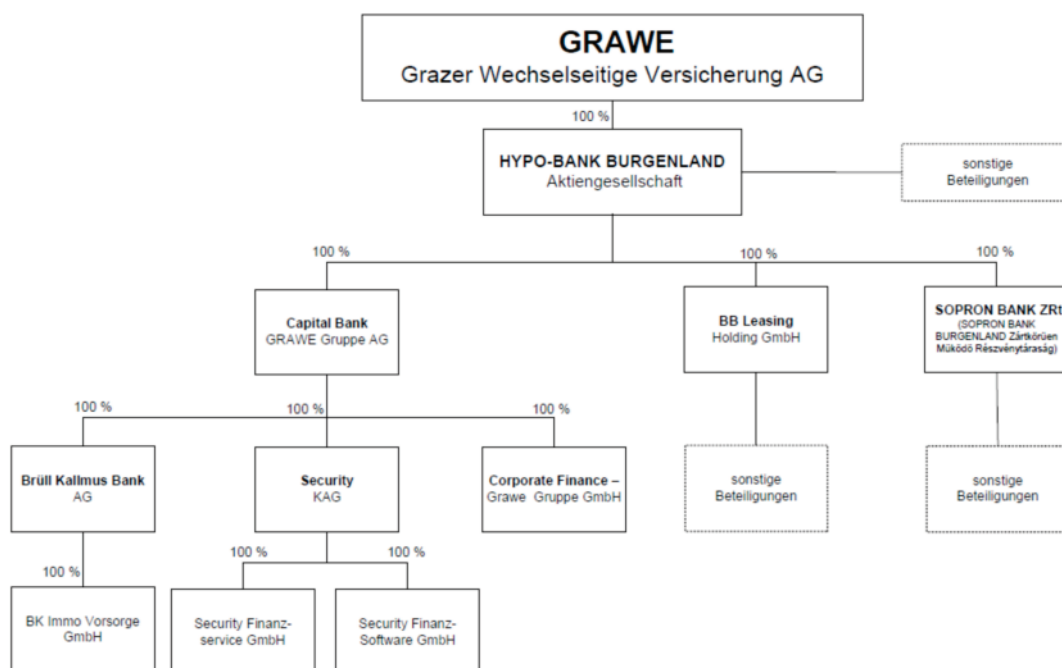 GRAWE
Grazer Wechselseitige Versicherung AG
100 %
HYPO-BANK BURGENLAND
Aktiengesellschaft
sonstige
Beteiligungen
100 %
100 %
100 %
Capital Bank
GRAWE Gruppe AG
BB Leasing
Holding GmbH
SOPRON BANK ZRt
(SOPRON BANK
BURGENLAND Zártkörüen
Müködö Részvénytáraság)
100 %
100 %
100 %
Brüll Kallmus Bank
AG
Security
KAG
Corporate Finance –
Grawe Gruppe GmbH
sonstige
Beteiligungen
sonstige
Beteiligungen
100 %
100 %
100 %
BK Immo Vorsorge
GmbH
Security Finanz-
service GmbH
Security Finanz-
Software GmbH